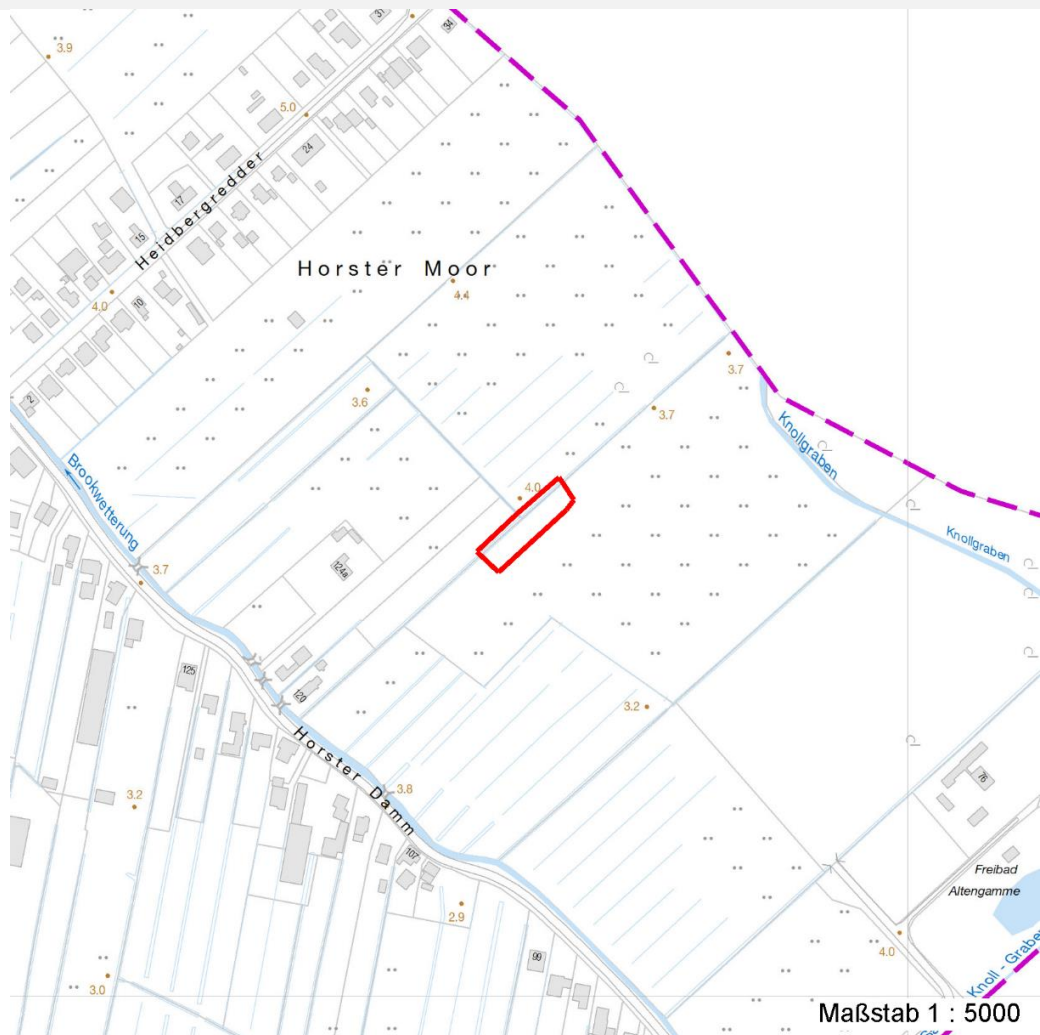 31
34
3.9
5.0
24
Heidbergredder
17
15
Horster Moor
4.4
4.0
10
3.7
3.6
3.7
2
Knollgraben
Brookwetterung
4.0
Knollgraben
124a
3.7
125
120
3.2
Horster Damm
3.8
76
3.2
107
Freibad
Altengamme
2.9
4.0
99
Knoll - Graben
3.0
Maßstab 1 : 5000